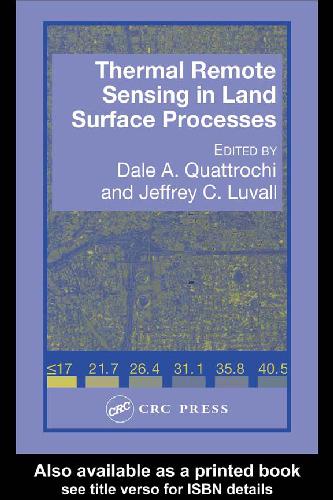 Thermal Remote
Sensing in Land
Surface Processes
EDITED BY
Dale A. Quattrochi
and Jeffrey C. Luvall
≤17 21.7 26.4 31.1 35.8 40.5
CRC CRC PRESS
Also available as a printed book
see title verso for ISBN details